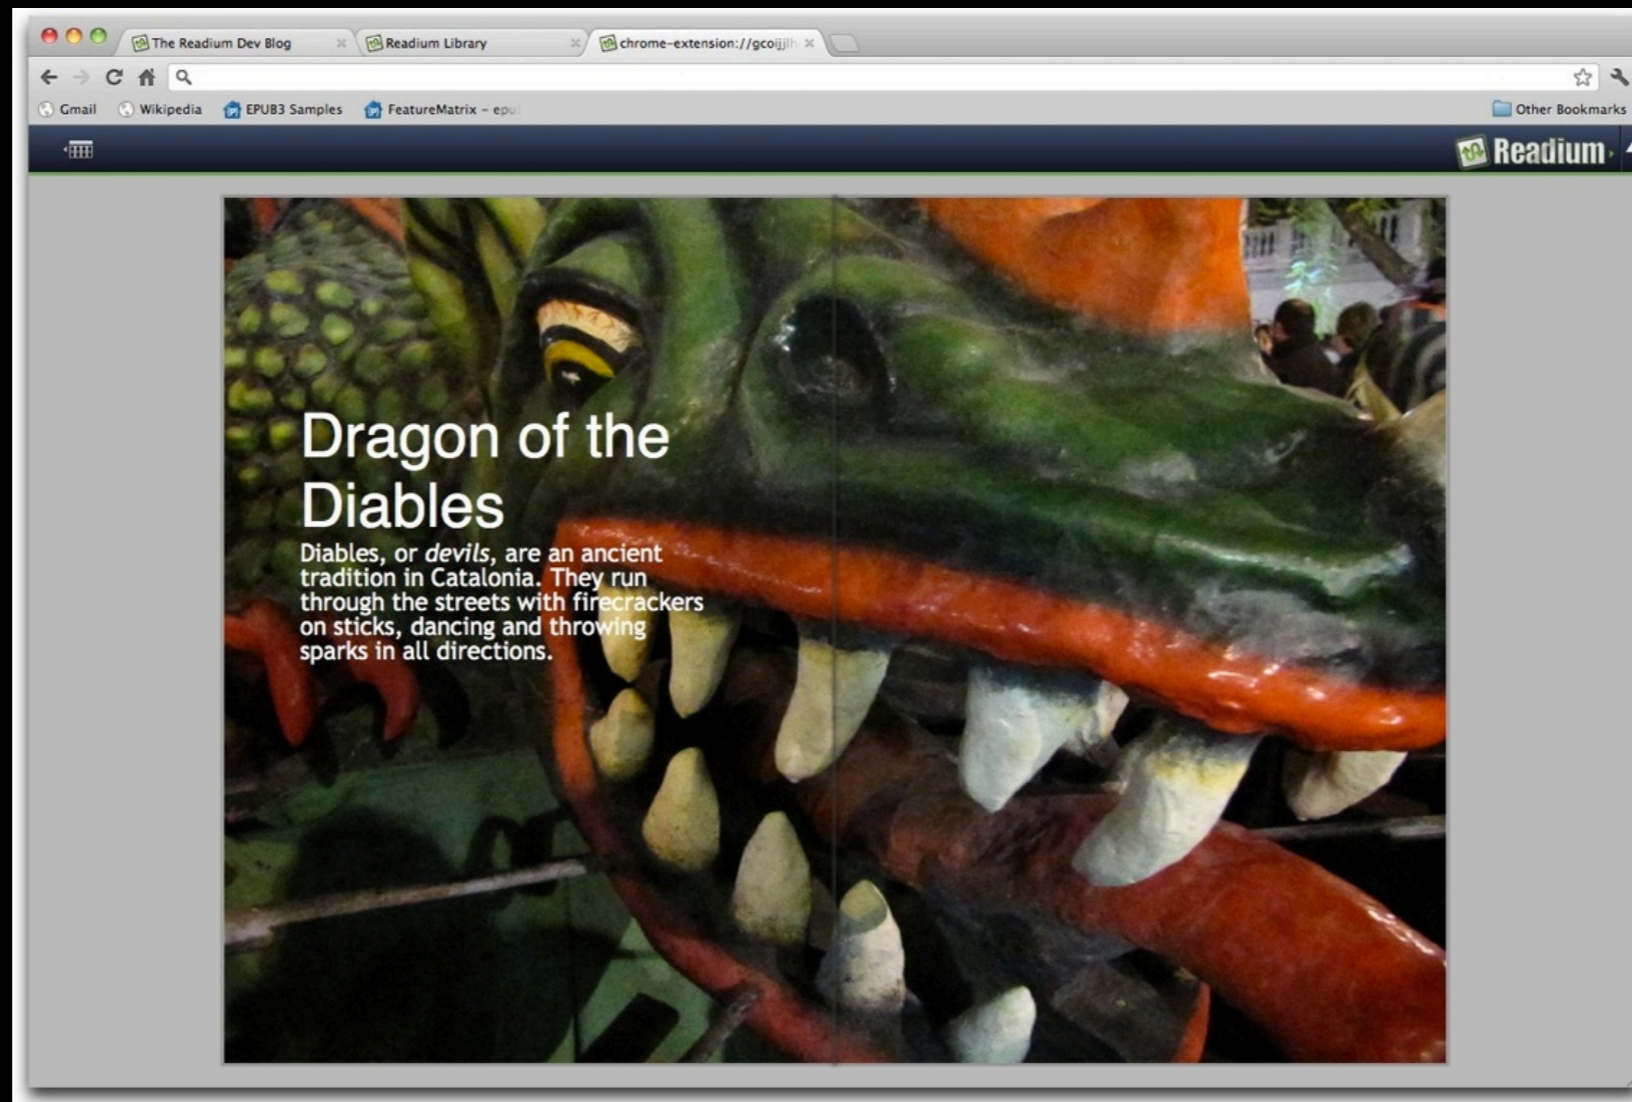 The Readium Dev Blog
Readium Library
chrome-extension://gcoijjlh
Gmail
Wikipedia
EPUB3 Samples
FeatureMatrix - epu
Other Bookmarks
Readium
Dragon of the
Diables
Diables, or devils, are an ancient
tradition in Catalonia. They run
through the streets with firecrackers
on sticks, dancing and throwing
sparks in all directions.